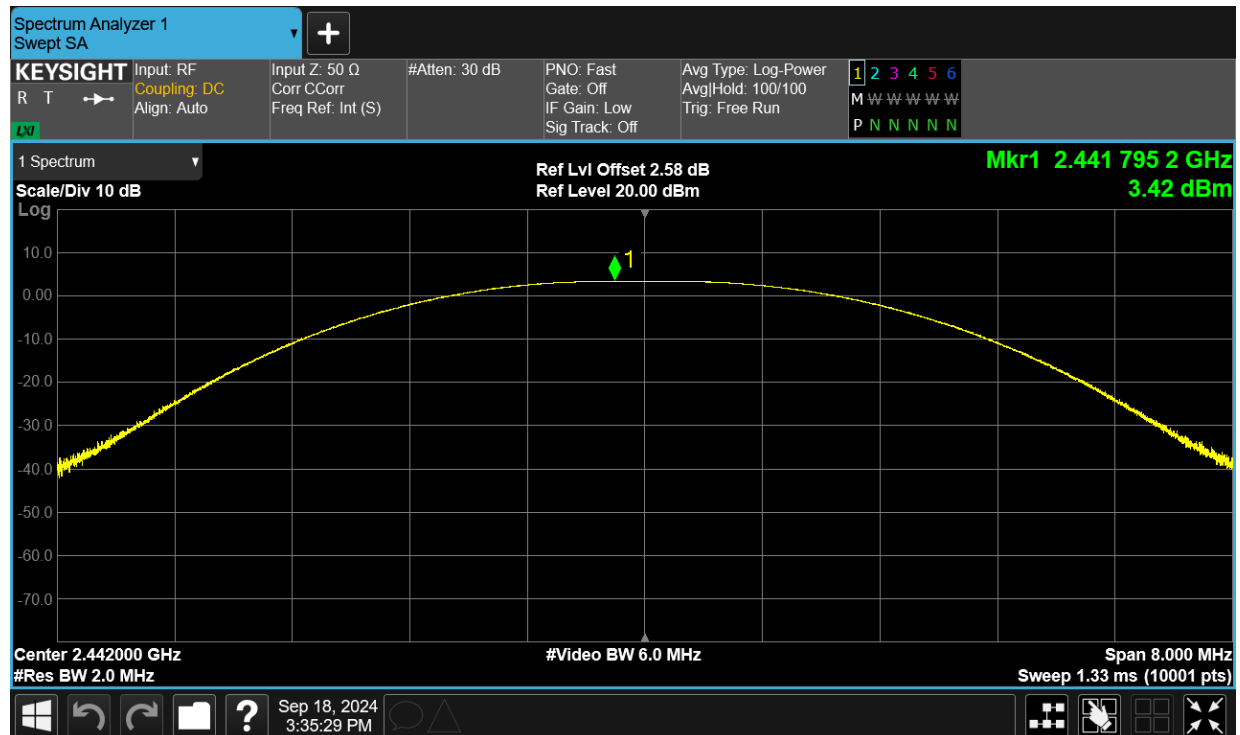 Spectrum Analyzer 1
Swept SA
KEYSIGHT
R T
LXI
Input: RF
Coupling: DC
Align: Auto
Input Z: 50 Ω
Corr CCorr
Freq Ref: Int (S)
#Atten: 30 dB
PNO: Fast
Gate: Off
IF Gain: Low
Sig Track: Off
Avg Type: Log-Power
Avg|Hold: 100/100
Trig: Free Run
1 2 3 4 5 6
M W W W W W
P N N N N N
1 Spectrum
Scale/Div 10 dB
Log
Ref Lvl Offset 2.58 dB
Ref Level 20.00 dBm
Mkr1 2.441 795 2 GHz
3.42 dBm
1
10.0
0.00
-10.0
-20.0
-30.0
-40.0
-50.0
-60.0
-70.0
Center 2.442000 GHz
#Res BW 2.0 MHz
#Video BW 6.0 MHz
Span 8.000 MHz
Sweep 1.33 ms (10001 pts)
?
Sep 18, 2024
3:35:29 PM